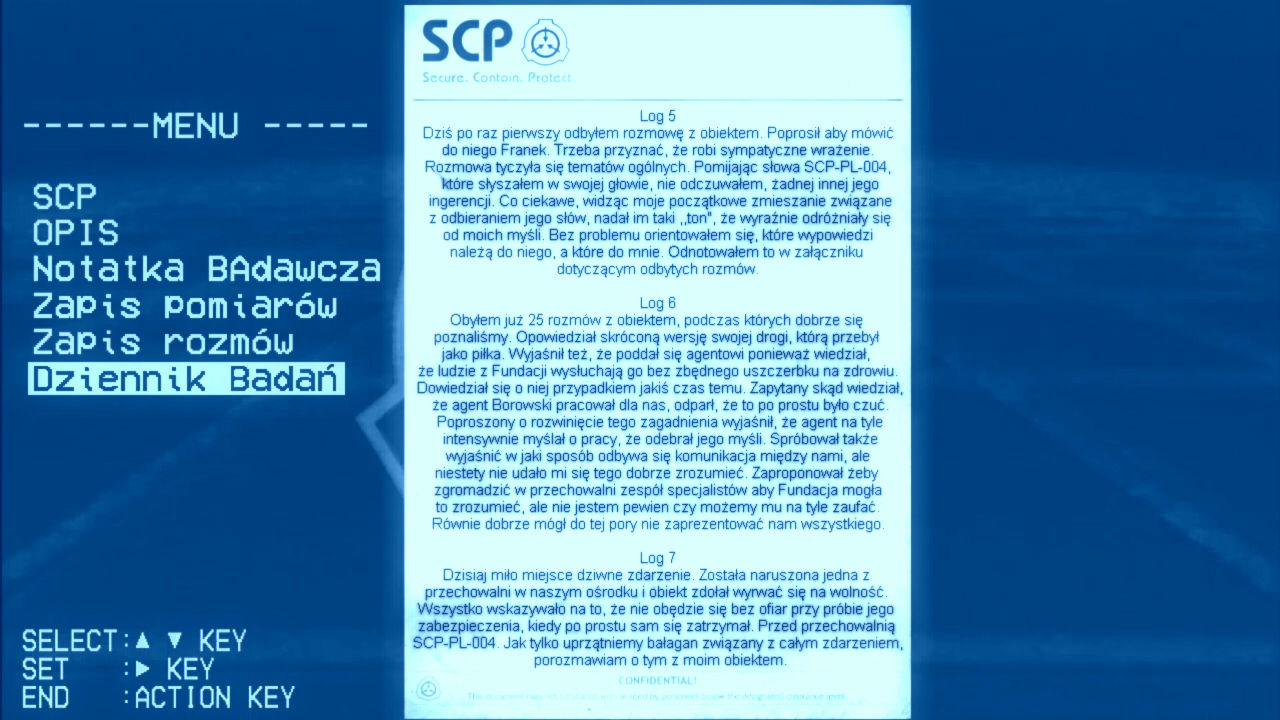 ------MENU -----
SCP
OPIS
Notatka BAdawcza
Zapis pomiarów
Zapis rozmów
Dziennik Badań
SELECT:▲ ▼ KEY
SET :► KEY
END :ACTION KEY
SCP
Secure. Contain. Protect.
Log 5
Dziś po raz pierwszy odbyłem rozmowę z obiektem. Poprosił aby mówić
do niego Franek. Trzeba przyznać, że robi sympatyczne wrażenie.
Rozmowa tyczyła się tematów ogólnych. Pomijając słowa SCP-PL-004,
które słyszałem w swojej głowie, nie odczuwałem, żadnej innej jego
ingerencji. Co ciekawe, widząc moje początkowe zmieszanie związane
z odbieraniem jego słów, nadał im taki ,,ton", że wyraźnie odróżniały się
od moich myśli. Bez problemu orientowałem się, które wypowiedzi
należą do niego, a które do mnie. Odnotowałem to w załączniku
dotyczącym odbytych rozmów.
Log 6
Obyłem już 25 rozmów z obiektem, podczas których dobrze się
poznaliśmy. Opowiedział skróconą wersję swojej drogi, którą przebył
jako piłka. Wyjaśnił też, że poddał się agentowi ponieważ wiedział,
że ludzie z Fundacji wysłuchają go bez zbędnego uszczerbku na zdrowiu.
Dowiedział się o niej przypadkiem jakiś czas temu. Zapytany skąd wiedział,
że agent Borowski pracował dla nas, odparł, że to po prostu było czuć.
Poproszony o rozwinięcie tego zagadnienia wyjaśnił, że agent na tyle
intensywnie myślał o pracy, że odebrał jego myśli. Spróbował także
wyjaśnić w jaki sposób odbywa się komunikacja między nami, ale
niestety nie udało mi się tego dobrze zrozumieć. Zaproponował żeby
zgromadzić w przechowalni zespół specjalistów aby Fundacja mogła
to zrozumieć, ale nie jestem pewien czy możemy mu na tyle zaufać.
Równie dobrze mógł do tej pory nie zaprezentować nam wszystkiego.
Log 7
Dzisiaj miło miejsce dziwne zdarzenie. Została naruszona jedna z
przechowalni w naszym ośrodku i obiekt zdołał wyrwać się na wolność.
Wszystko wskazywało na to, że nie obędzie się bez ofiar przy próbie jego
zabezpieczenia, kiedy po prostu sam się zatrzymał. Przed przechowalnią
SCP-PL-004. Jak tylko uprzątniemy bałagan związany z całym zdarzeniem,
porozmawiam o tym z moim obiektem.
CONFIDENTIAL!